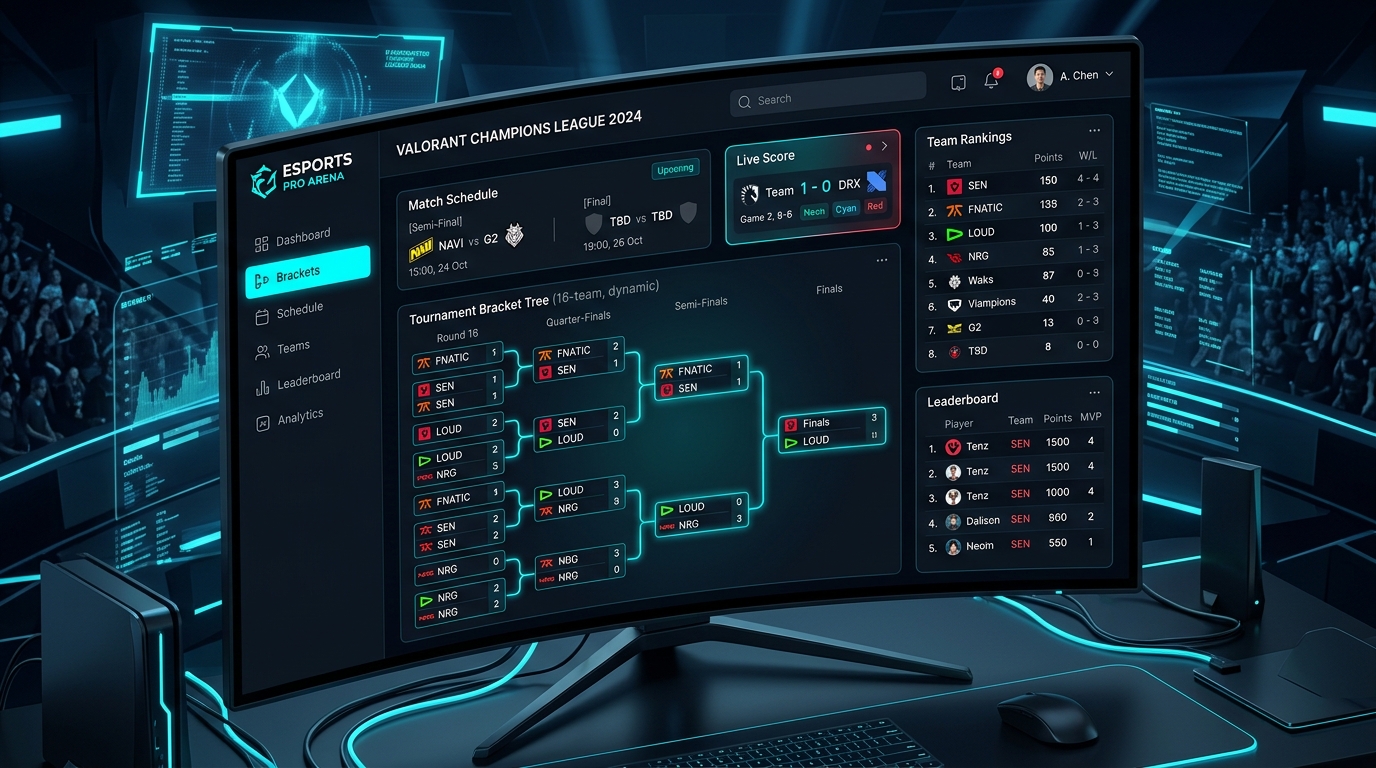 ESPORTS
PRO ARENA
Dashboard
Brackets
Schedule
Teams
Leaderboard
Analytics
VALORANT CHAMPIONS LEAGUE 2024
Search
A. Chen
Match Schedule
Upcoming
[Semi-Final]
NAVI vs G2
15:00, 24 Oct
[Final]
TBD vs TBD
19:00, 26 Oct
Live Score
Team 1 - 0 DRX
Game 2, 8-6 Nech Cyan Red
Tournament Bracket Tree (16-team, dynamic)
Round 16
FNATIC
SEN 1
SEN 1
LOUD 2
LOUD 2
NRG
FNATIC
SEN 2
SEN 2
NRG 0
NRG 2
NRG 2
Quarter-Finals
FNATIC 2
SEN 1
SEN 2
LOUD 0
LOUD 3
NRG
NBG 3
NRG 0
Semi-Finals
FNATIC 1
SEN 1
LOUD 0
NRG 3
Finals
Finals 3
LOUD
Team Rankings
# Team Points W/L
1. SEN 150 4 - 4
2. FNATIC 2 - 3
3. LOUD 100 1 - 3
4. NRG 85 1 - 3
5. Waks 87 0 - 3
6. Viampions 40 2 - 3
7. G2 13 0 - 3
8. 8 0 - 0
Leaderboard
Player Team Points MVP
1. Tenz SEN 1500 4
2. Tenz SEN 1500 4
3. Tenz SEN 1000 4
4. Dalison SEN 860 2
5. Neom SEN 550 1